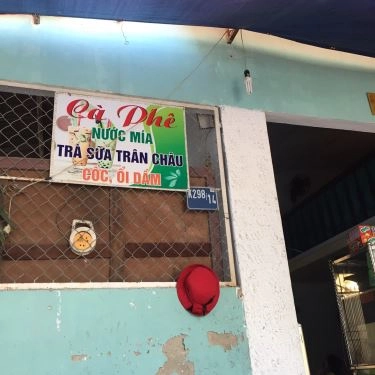 Cà Phê
NƯỚC MÍA
TRÀ SỮA TRÂN CHÂU
CÓC, ỔI DẦM
K298/14